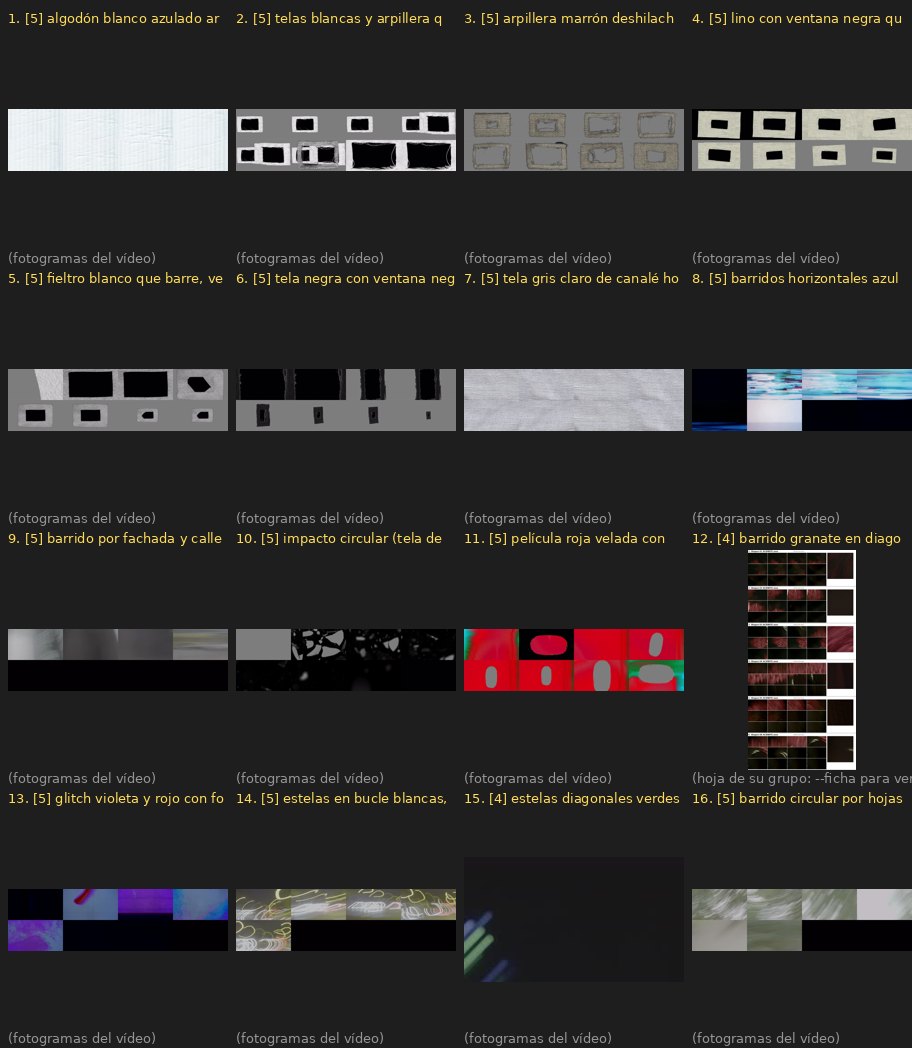 1. [5] algodón blanco azulado ar
2. [5] telas blancas y arpillera q
3. [5] arpillera marrón deshilach
4. [5] lino con ventana negra qu
(fotogramas del vídeo)
(fotogramas del vídeo)
(fotogramas del vídeo)
(fotogramas del vídeo)
5. [5] fieltro blanco que barre, ve
6. [5] tela negra con ventana neg
7. [5] tela gris claro de canalé ho
8. [5] barridos horizontales azul
(fotogramas del vídeo)
(fotogramas del vídeo)
(fotogramas del vídeo)
(fotogramas del vídeo)
9. [5] barrido por fachada y calle
10. [5] impacto circular (tela de
11. [5] película roja velada con
12. [4] barrido granate en diago
(fotogramas del vídeo)
(fotogramas del vídeo)
(fotogramas del vídeo)
(hoja de su grupo: --ficha para ver
13. [5] glitch violeta y rojo con fo
14. [5] estelas en bucle blancas,
15. [4] estelas diagonales verdes
16. [5] barrido circular por hojas
(fotogramas del vídeo)
(fotogramas del vídeo)
(fotogramas del vídeo)
(fotogramas del vídeo)